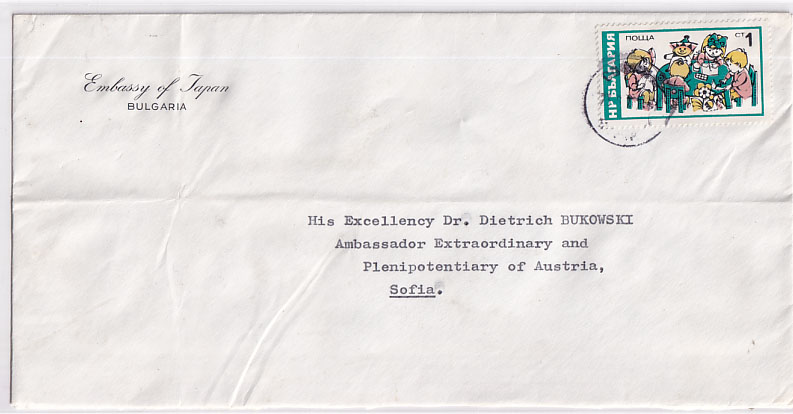 Embassy of Japan
BULGARIA
НР БЪЛГАРИЯ
ПОЩА
СТ 1
His Excellency Dr. Dietrich BUKOWSKI
Ambassador Extraordinary and
Plenipotentiary of Austria,
Sofia.